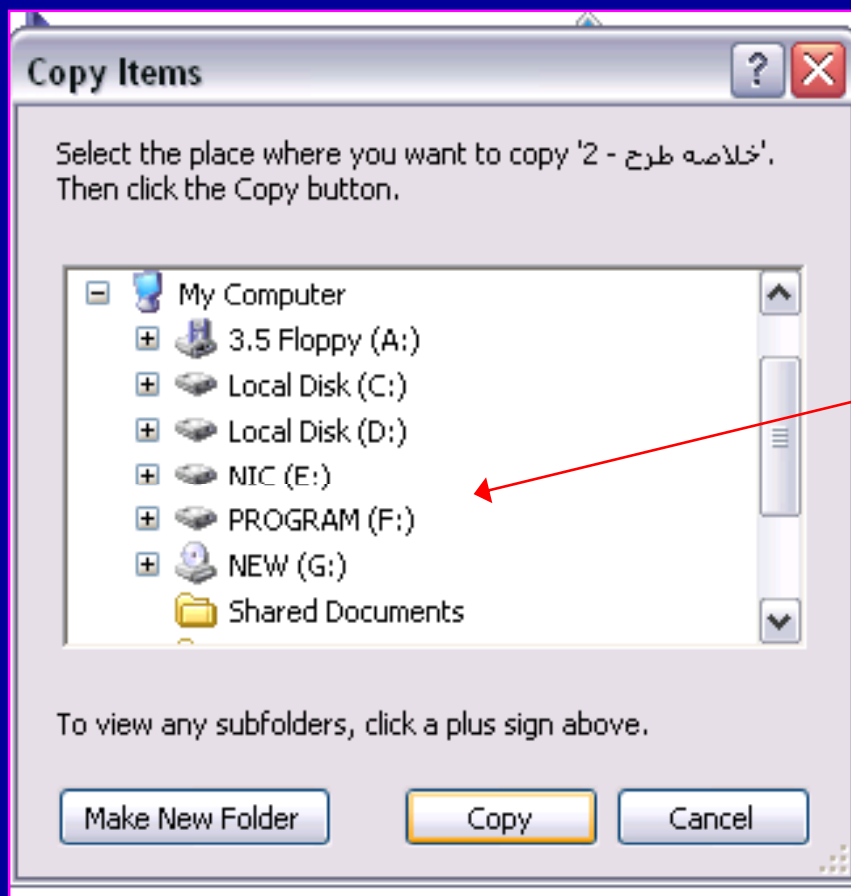 Copy Items
Select the place where you want to copy '2 - خلاصه طرح'.
Then click the Copy button.
My Computer
3.5 Floppy (A:)
Local Disk (C:)
Local Disk (D:)
NIC (E:)
PROGRAM (F:)
NEW (G:)
Shared Documents
To view any subfolders, click a plus sign above.
Make New Folder
Copy
Cancel